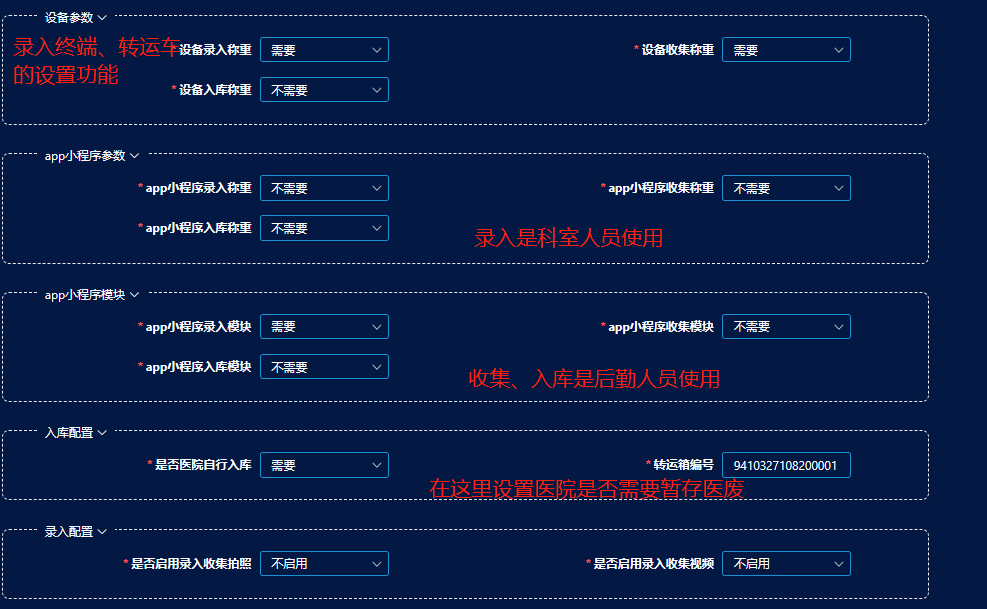 设备参数
录入终端、转运车
的设置功能
*设备录入称重 需要 *设备收集称重 需要
*设备入库称重 不需要
app小程序参数
*app小程序录入称重 不需要 *app小程序收集称重 不需要
*app小程序入库称重 不需要
录入是科室人员使用
app小程序模块
*app小程序录入模块 需要 *app小程序收集模块 不需要
*app小程序入库模块 不需要
收集、入库是后勤人员使用
入库配置
*是否医院自行入库 需要 *转运箱编号 9410327108200001
在这里设置医院是否需要暂存医废
录入配置
*是否启用录入收集拍照 不启用 *是否启用录入收集视频 不启用